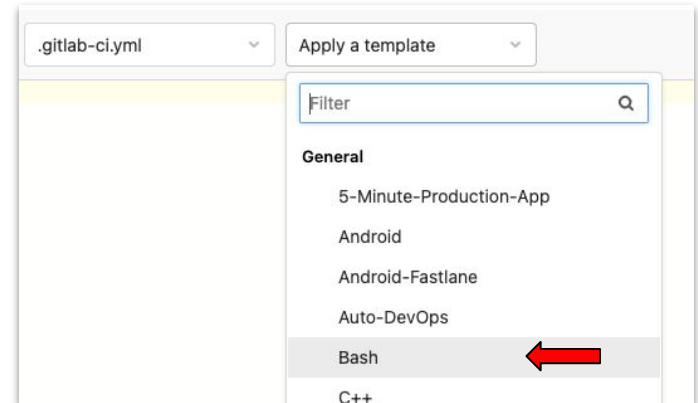 .gitlab-ci.yml
Apply a template
Filter
General
5-Minute-Production-App
Android
Android-Fastlane
Auto-DevOps
Bash
C++